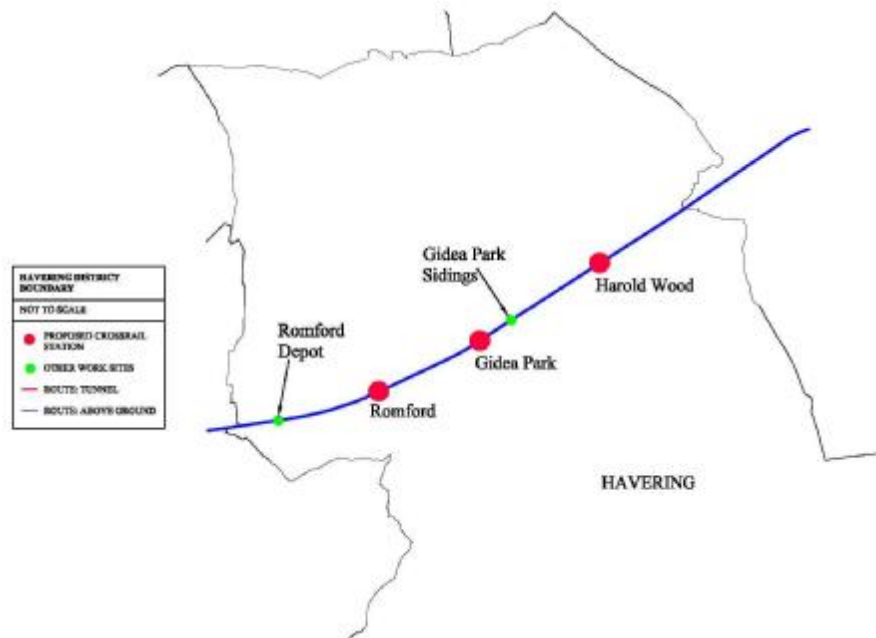 Gidea Park
Sidings
Harold Wood
HAVERING DISTRICT
BOUNDARY
NOT TO SCALE
PROPOSED CROSSRAIL
STATION
OTHER WORK SITES
ROUTE: TUNNEL
ROUTE: ABOVE GROUND
Romford
Depot
Gidea Park
Romford
HAVERING